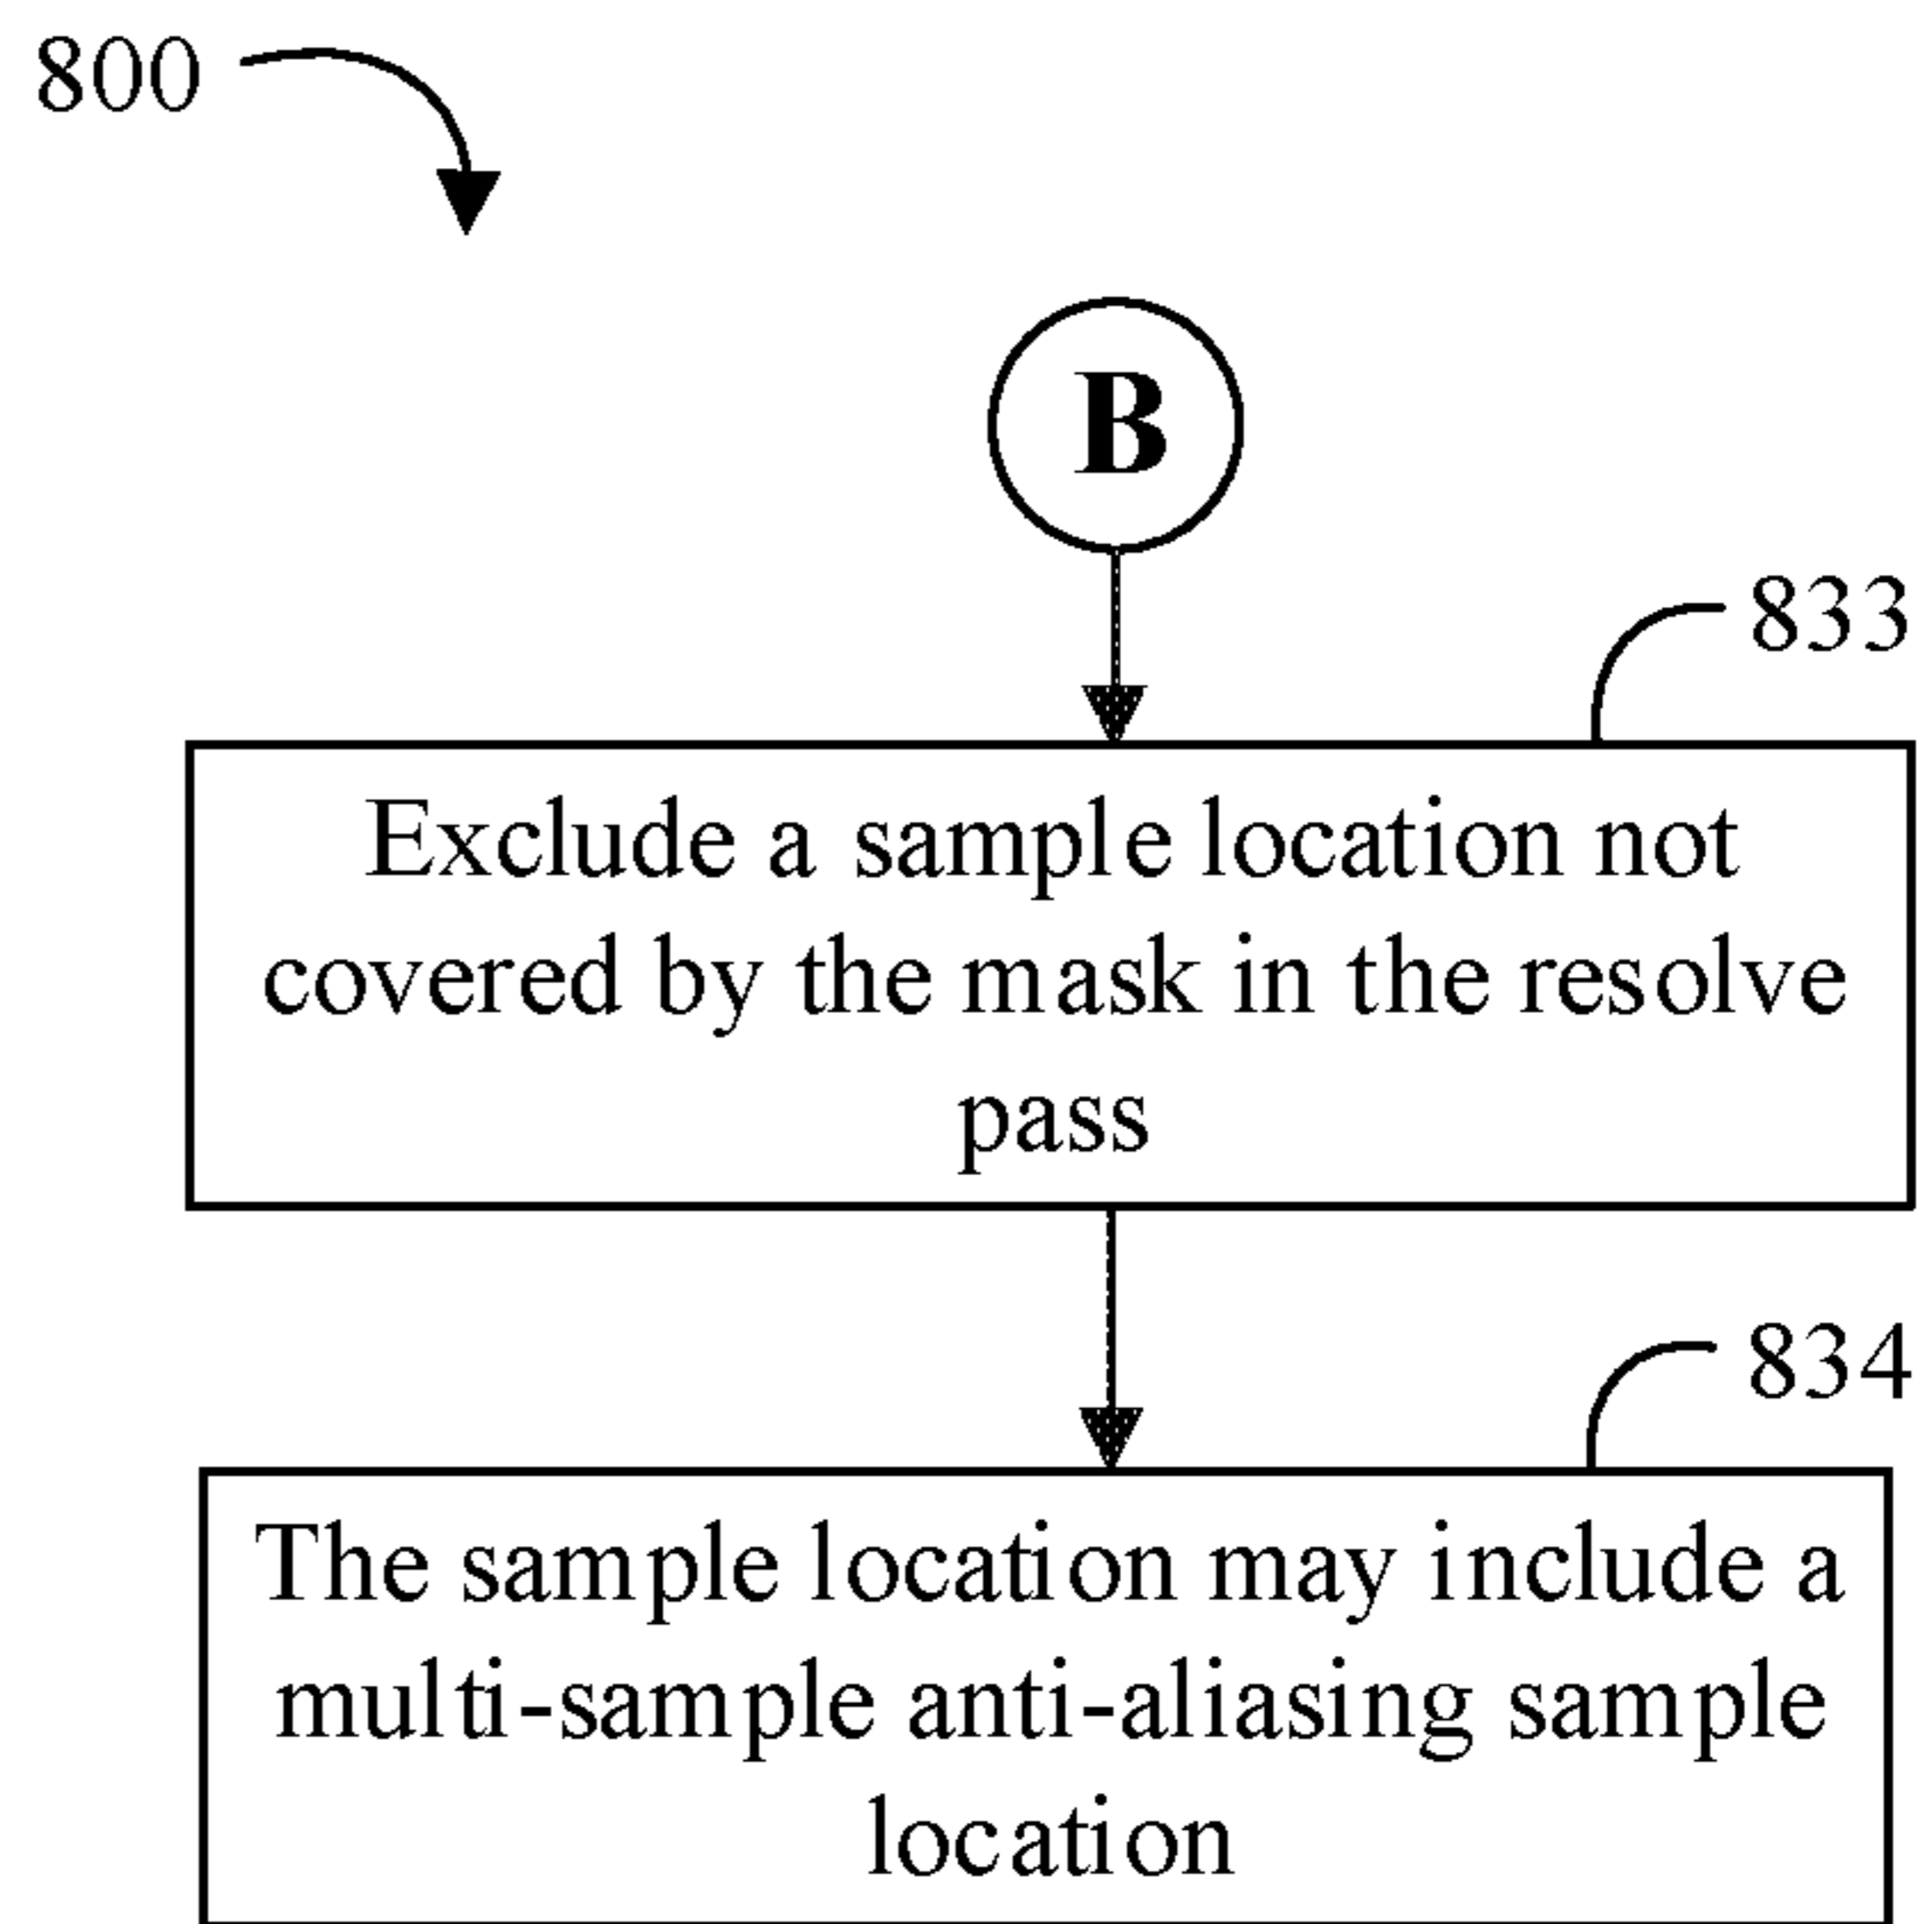 800
B
833
Exclude a sample location not
covered by the mask in the resolve
pass
834
The sample location may include a
multi-sample anti-aliasing sample
location